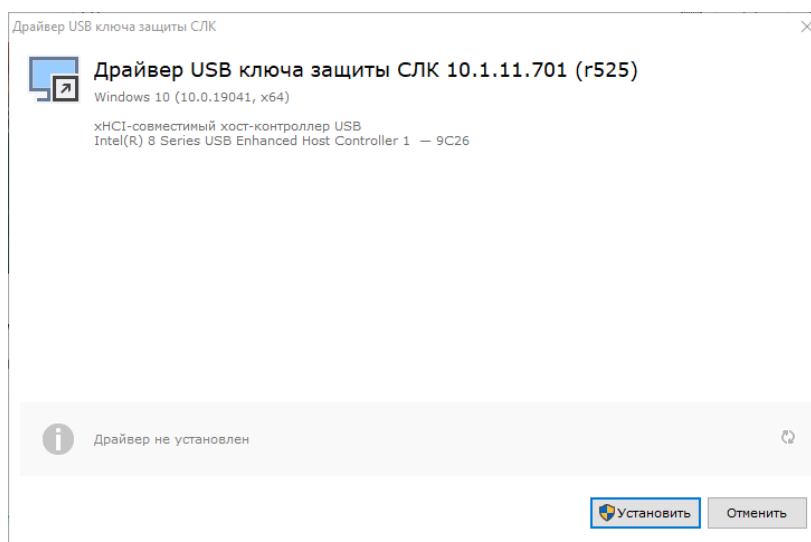 Драйвер USB ключа защиты СЛК
Драйвер USB ключа защиты СЛК 10.1.11.701 (r525)
Windows 10 (10.0.19041, x64)
xHCI-совместимый хост-контроллер USB
Intel(R) 8 Series USB Enhanced Host Controller 1 — 9C26
Драйвер не установлен
Установить
Отменить